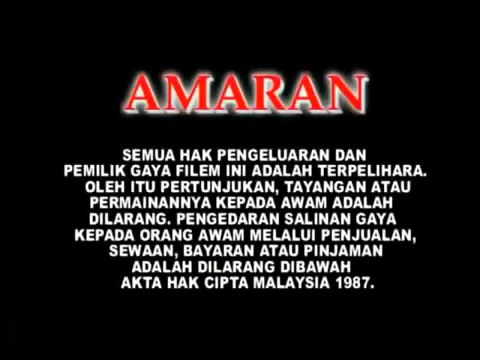 AMARAN
SEMUA HAK PENGELUARAN DAN
PEMILIK GAYA FILEM INI ADALAH TERPELIHARA.
OLEH ITU PERTUNJUKAN, TAYANGAN ATAU
PERMAINANNYA KEPADA AWAM ADALAH
DILARANG. PENGEDARAN SALINAN GAYA
KEPADA ORANG AWAM MELALUI PENJUALAN,
SEWAAN, BAYARAN ATAU PINJAMAN
ADALAH DILARANG DIBAWAH
AKTA HAK CIPTA MALAYSIA 1987.